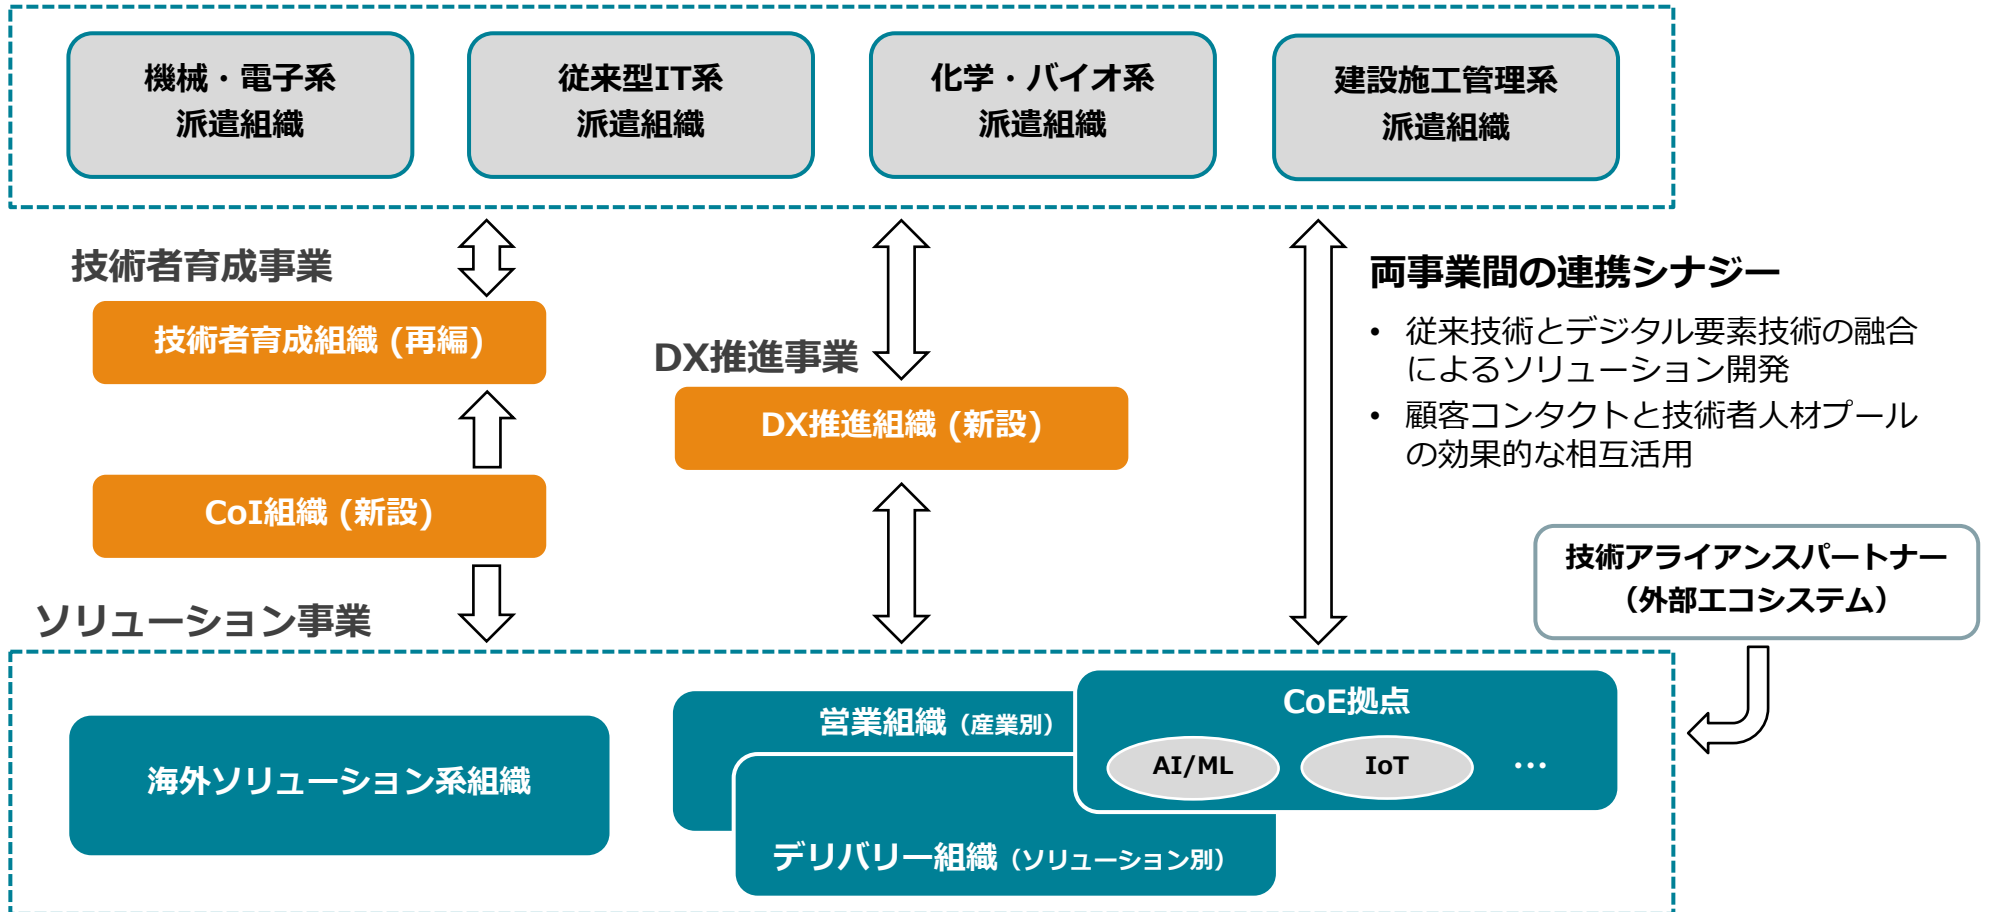 機械・電子系
派遣組織
従来型IT系
派遣組織
化学・バイオ系
派遣組織
建設施工管理系
派遣組織
技術者育成事業
技術者育成組織 (再編)
CoI組織 (新設)
DX推進事業
DX推進組織 (新設)
両事業間の連携シナジー
• 従来技術とデジタル要素技術の融合
によるソリューション開発
• 顧客コンタクトと技術者人材プール
の効果的な相互活用
技術アライアンスパートナー
（外部エコシステム）
ソリューション事業
海外ソリューション系組織
営業組織（産業別）
デリバリー組織（ソリューション別）
CoE拠点
AI/ML
IoT
…